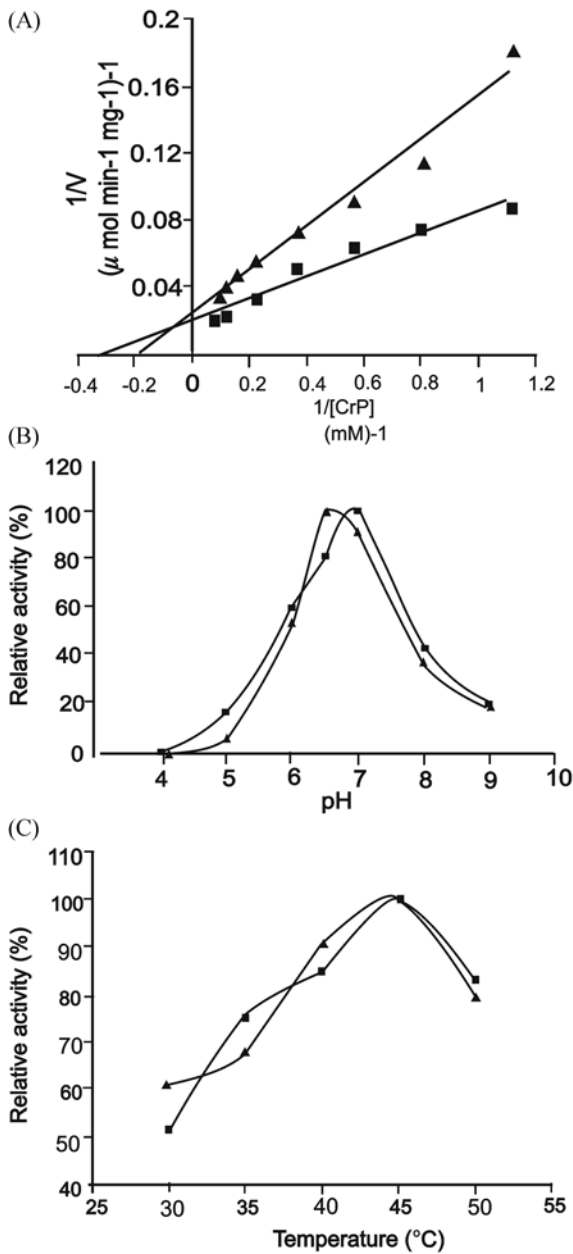 (A)
0.2
0.16
0.12
0.08
0.04
1/V
(μ mol min-1 mg-1)-1
-0.4 -0.2 0 0.2 0.4 0.6 0.8 1 1.2
1/[CrP]
(mM)-1
(B)
120
100
80
60
40
20
0
Relative activity (%)
4 5 6 7 8 9 10
pH
(C)
110
100
90
80
70
60
50
40
Relative activity (%)
25 30 35 40 45 50 55
Temperature (°C)